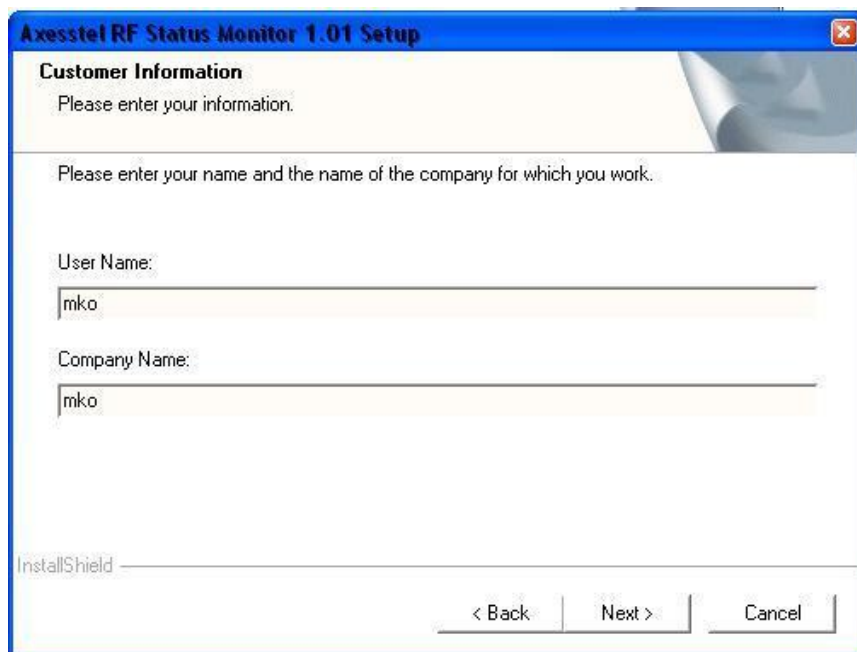 Axesstel RF Status Monitor 1.01 Setup
Customer Information
Please enter your information.
Please enter your name and the name of the company for which you work.
User Name:
mko
Company Name:
mko
InstallShield
< Back Next > Cancel